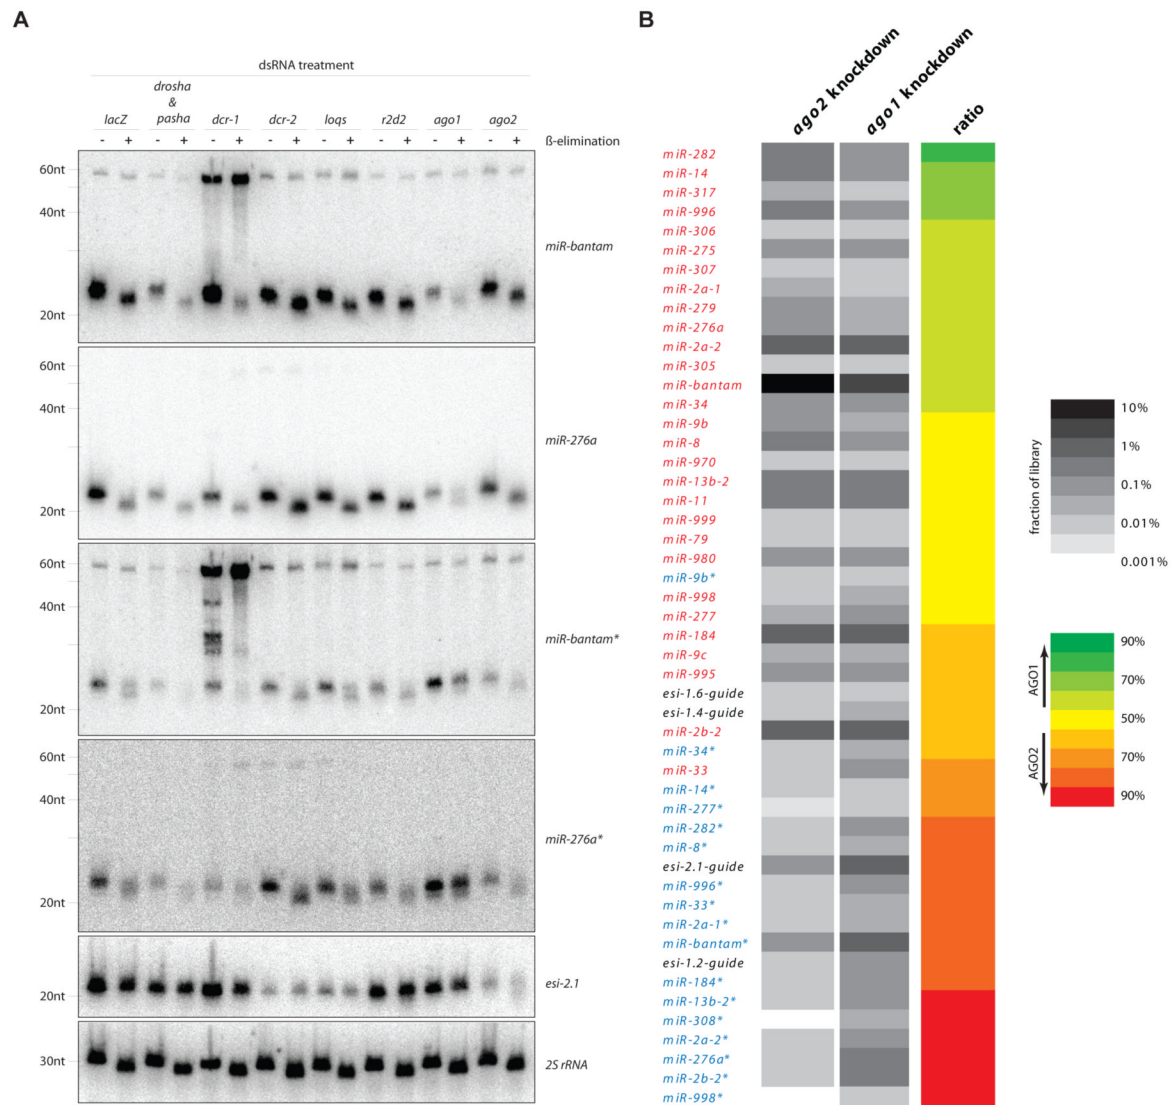 A
dsRNA treatment
drosha
&
pasha
lacZ dcr-1 dcr-2 loqs r2d2 ago1 ago2
- + - + - + - + - + - + - + - + ß-elimination
60nt
40nt
miR-bantam
20nt
60nt
40nt
miR-276a
20nt
60nt
40nt
miR-bantam*
20nt
60nt
40nt
miR-276a*
20nt
esi-2.1
20nt
30nt
2S rRNA
B
ago2 knockdown
ago1 knockdown
ratio
miR-282
miR-14
miR-317
miR-996
miR-306
miR-275
miR-307
miR-2a-1
miR-279
miR-276a
miR-2a-2
miR-305
miR-bantam
miR-34
miR-9b
miR-8
miR-970
miR-13b-2
miR-11
miR-999
miR-79
miR-980
miR-9b*
miR-998
miR-277
miR-184
miR-9c
miR-995
esi-1.6-guide
esi-1.4-guide
miR-2b-2
miR-34*
miR-33
miR-14*
miR-277*
miR-282*
miR-8*
esi-2.1-guide
miR-996*
miR-33*
miR-2a-1*
miR-bantam*
esi-1.2-guide
miR-184*
miR-13b-2*
miR-308*
miR-2a-2*
miR-276a*
miR-2b-2*
miR-998*
fraction of library
10%
1%
0.1%
0.01%
0.001%
AGO1
AGO2
90%
70%
50%
70%
90%